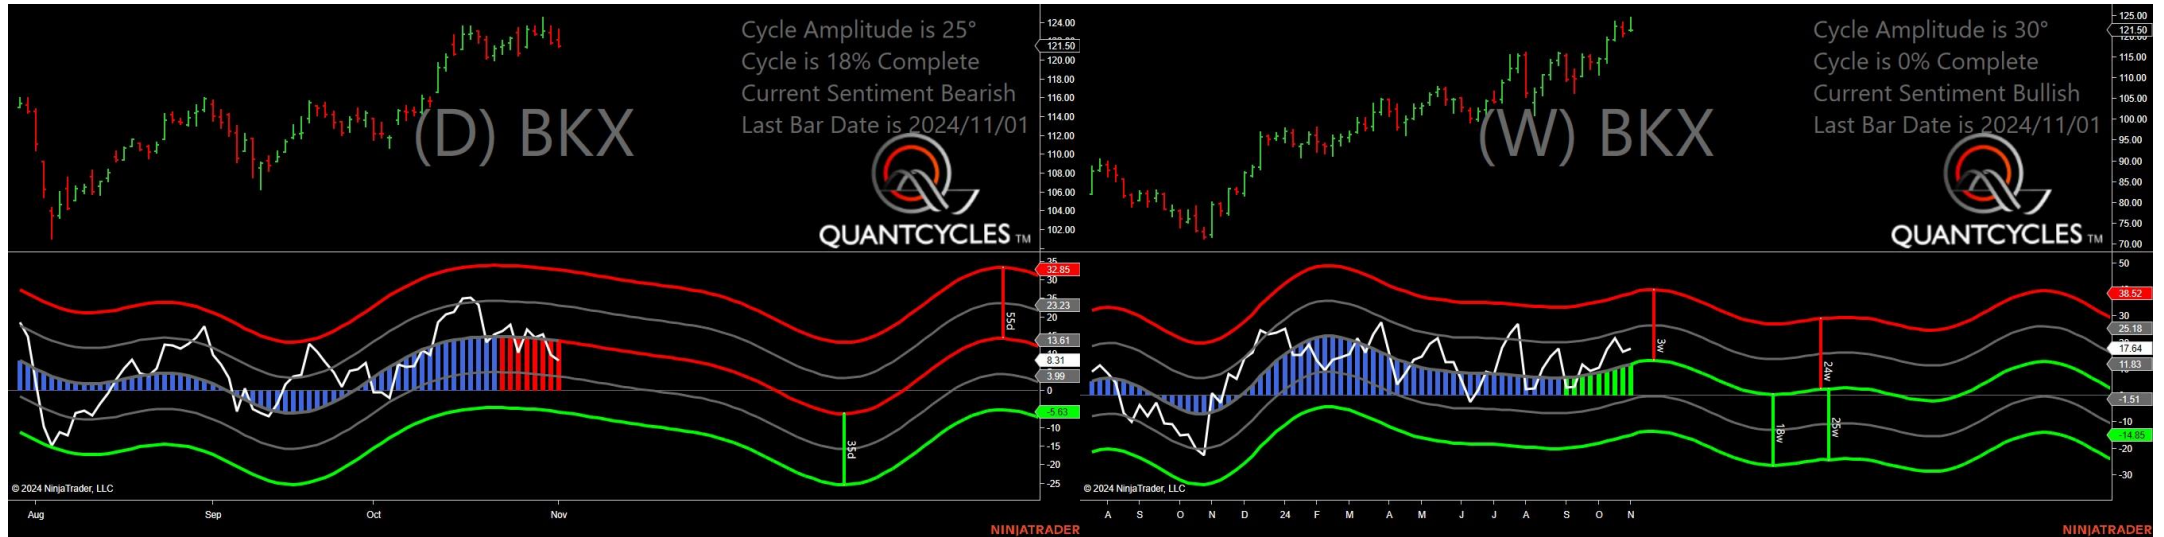 Cycle Amplitude is 25°
Cycle is 18% Complete
Current Sentiment Bearish
Last Bar Date is 2024/11/01
(D) BKX
QUANTCYCLES TM
124.00
121.50
120.00
118.00
116.00
114.00
112.00
110.00
108.00
106.00
104.00
102.00
35
32.85
30
23.23
20
13.61
8.31
3.99
0
-5.63
-10
-15
-20
-25
55d
35d
© 2024 NinjaTrader, LLC
Aug Sep Oct Nov
NINJATRADER
Cycle Amplitude is 30°
Cycle is 0% Complete
Current Sentiment Bullish
Last Bar Date is 2024/11/01
(W) BKX
QUANTCYCLES TM
125.00
121.50
115.00
110.00
105.00
100.00
95.00
90.00
85.00
80.00
75.00
70.00
50
38.52
30
25.18
17.64
11.83
-1.51
-10
-14.85
-20
-30
3w
24w
18w
25w
© 2024 NinjaTrader, LLC
A S O N D 24 F M A M J J A S O N
NINJATRADER